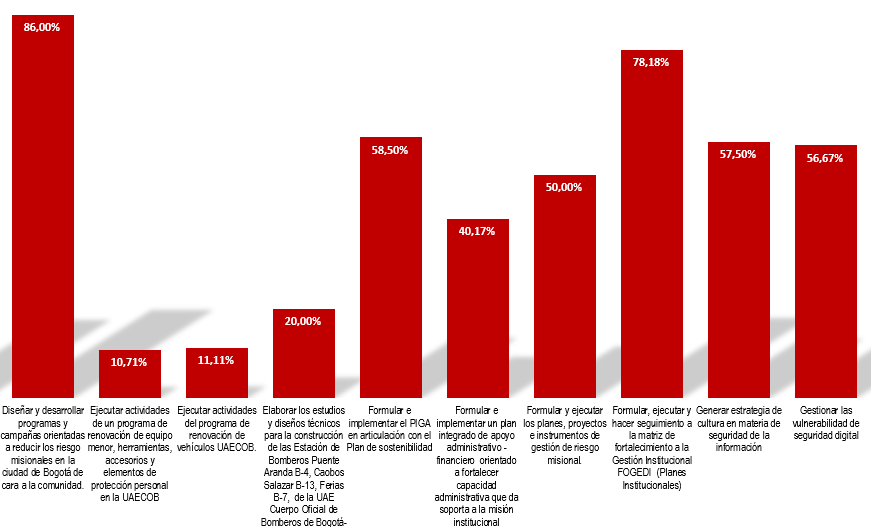 86,00%
10,71%
11,11%
20,00%
58,50%
40,17%
50,00%
78,18%
57,50%
56,67%
Diseñar y desarrollar
programas y
campañas orientadas
a reducir los riesgo
misionales en la
ciudad de Bogotá de
cara a la comunidad.
Ejecutar actividades
de un programa de
renovación de equipo
menor, herramientas,
accesorios y
elementos de
protección personal
en la UAECOB
Ejecutar actividades
del programa de
renovación de
vehículos UAECOB.
Elaborar los estudios
y diseños técnicos
para la construcción
de las Estación de
Bomberos Puente
Aranda B-4, Caobos
Salazar B-13, Ferias
B-7,  de la UAE
Cuerpo Oficial de
Bomberos de Bogotá-
Formular e
implementar el PIGA
en articulación con el
Plan de sostenibilidad
Formular e
implementar un plan
integrado de apoyo
administrativo -
financiero  orientado
a fortalecer
capacidad
administrativa que da
soporta a la misión
institucional
Formular y ejecutar
los planes, proyectos
e instrumentos de
gestión de riesgo
misional.
Formular, ejecutar y
hacer seguimiento a
la matriz de
fortalecimiento a la
Gestión Institucional
FOGEDI  (Planes
Institucionales)
Generar estrategia de
cultura en materia de
seguridad de la
información
Gestionar las
vulnerabilidad de
seguridad digital